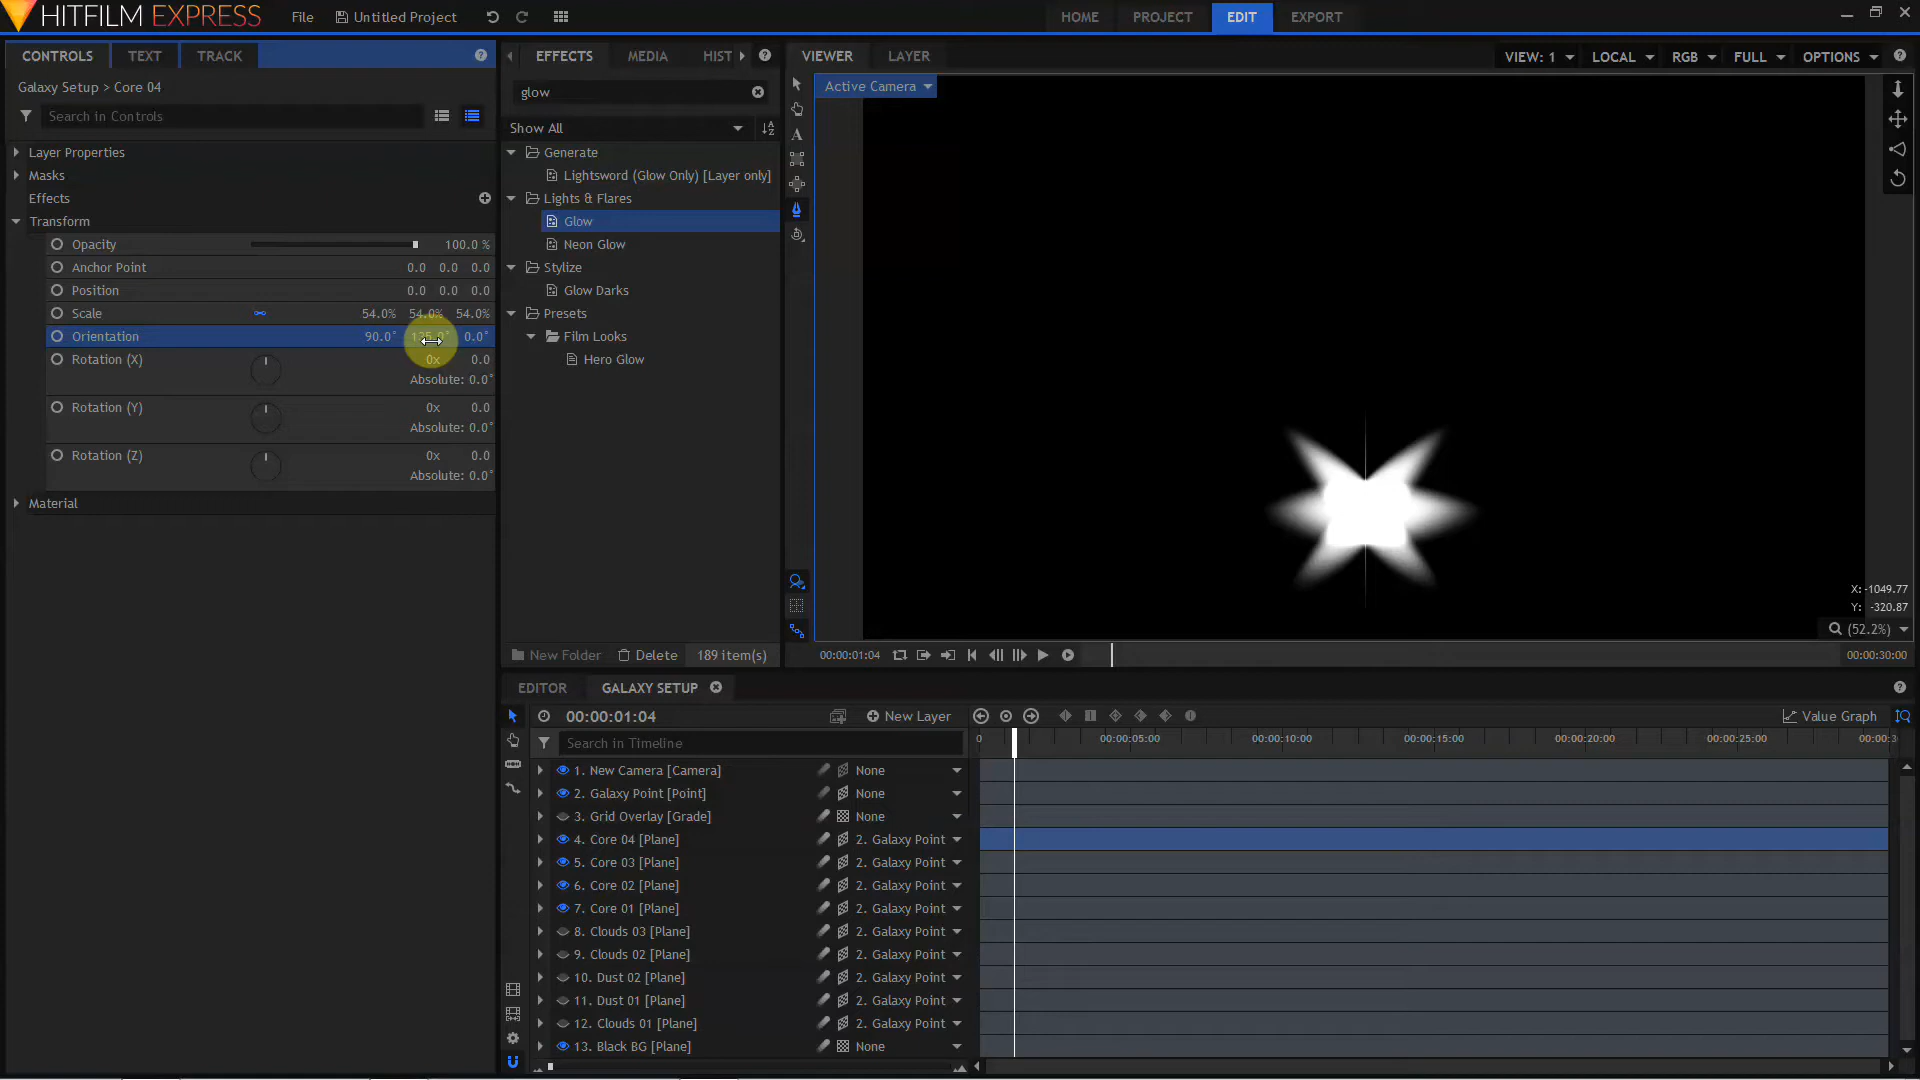 HITFILM EXPRESS
File
Untitled Project
HOME
PROJECT
EDIT
EXPORT
CONTROLS
TEXT
TRACK
EFFECTS
MEDIA
HIST
VIEWER
LAYER
VIEW: 1
LOCAL
RGB
FULL
OPTIONS
Galaxy Setup > Core 04
Search in Controls
Layer Properties
Masks
Effects
Transform
Opacity 100.0 %
Anchor Point 0.0 0.0 0.0
Position 0.0 0.0 0.0
Scale 54.0% 54.0% 54.0%
Orientation 90.0° 0.0°
Rotation (X) 0x 0.0
Absolute: 0.0°
Rotation (Y) 0x 0.0
Absolute: 0.0°
Rotation (Z) 0x 0.0
Absolute: 0.0°
Material
glow
Show All
Generate
Lightsword (Glow Only) [Layer only]
Lights & Flares
Glow
Neon Glow
Stylize
Glow Darks
Presets
Film Looks
Hero Glow
New Folder
Delete
189 item(s)
Active Camera
X: -1049.77
Y: -320.87
(52.2%)
00:00:01:04
00:00:30:00
EDITOR
GALAXY SETUP
00:00:01:04
New Layer
Value Graph
Search in Timeline
0 00:00:05:00 00:00:10:00 00:00:15:00 00:00:20:00 00:00:25:00 00:00:3
1. New Camera [Camera] None
2. Galaxy Point [Point] None
3. Grid Overlay [Grade] None
4. Core 04 [Plane] 2. Galaxy Point
5. Core 03 [Plane] 2. Galaxy Point
6. Core 02 [Plane] 2. Galaxy Point
7. Core 01 [Plane] 2. Galaxy Point
8. Clouds 03 [Plane] 2. Galaxy Point
9. Clouds 02 [Plane] 2. Galaxy Point
10. Dust 02 [Plane] 2. Galaxy Point
11. Dust 01 [Plane] 2. Galaxy Point
12. Clouds 01 [Plane] 2. Galaxy Point
13. Black BG [Plane] None